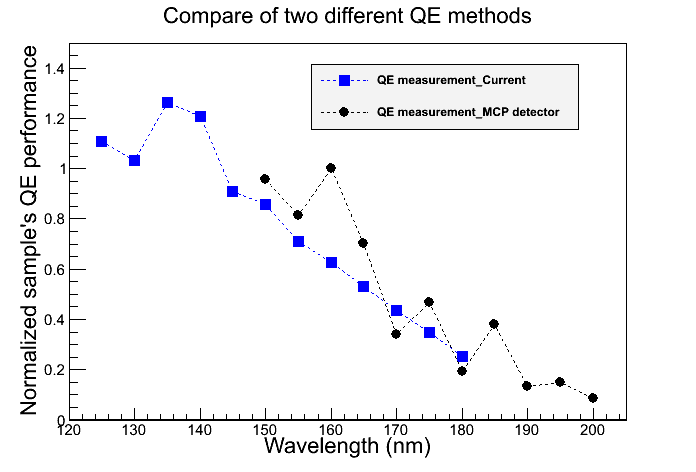 Compare of two different QE methods
Normalized sample's QE performance
1.4
1.2
1
0.8
0.6
0.4
0.2
0
QE measurement_Current
QE measurement_MCP detector
120 130 140 150 160 170 180 190 200
Wavelength (nm)